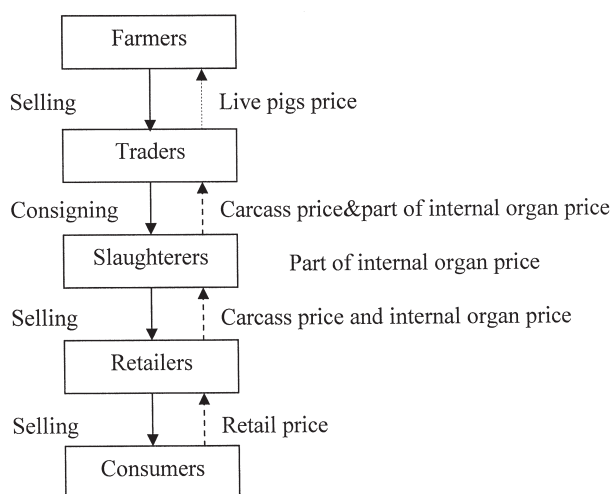 Farmers
Selling
Live pigs price
Traders
Consigning
Carcass price&part of internal organ price
Slaughterers
Part of internal organ price
Selling
Carcass price and internal organ price
Retailers
Selling
Retail price
Consumers